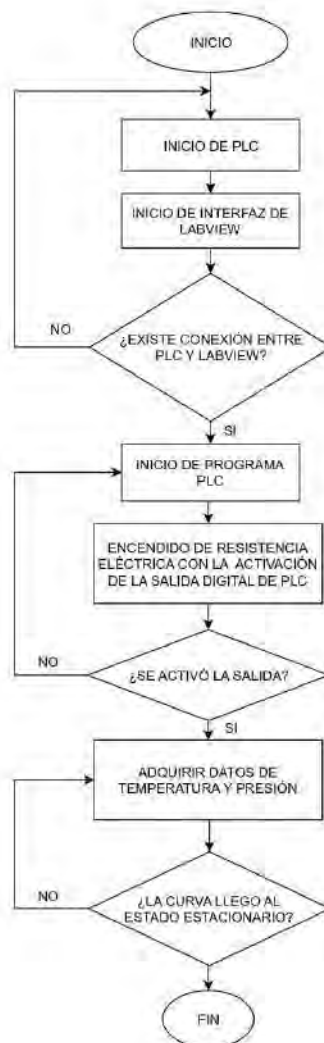 INICIO
INICIO DE PLC
INICIO DE INTERFAZ DE
LABVIEW
NO
¿EXISTE CONEXIÓN ENTRE
PLC Y LABVIEW?
SI
INICIO DE PROGRAMA
PLC
ENCENDIDO DE RESISTENCIA
ELÉCTRICA CON LA ACTIVACIÓN
DE LA SALIDA DIGITAL DE PLC
NO
¿SE ACTIVÓ LA SALIDA?
SI
ADQUIRIR DATOS DE
TEMPERATURA Y PRESIÓN
NO
¿LA CURVA LLEGO AL
ESTADO ESTACIONARIO?
FIN